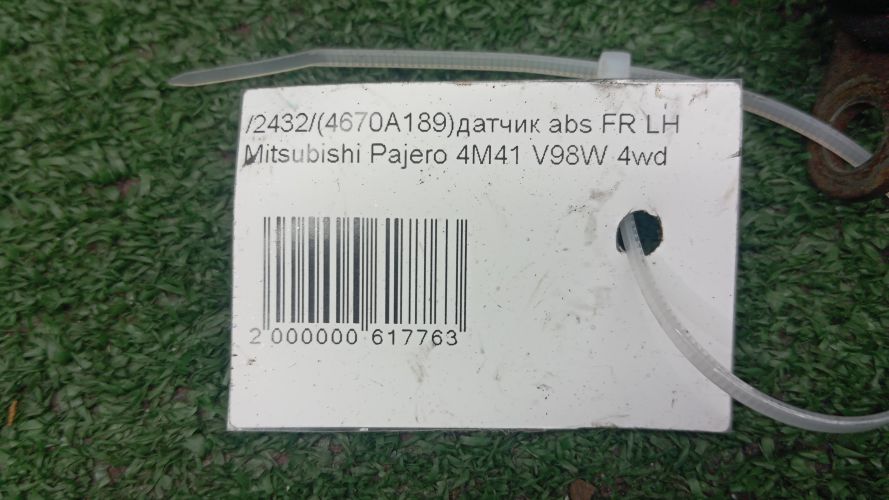 /2432/(4670A189)датчик abs FR LH
Mitsubishi Pajero 4M41 V98W 4wd
2 000000 617763